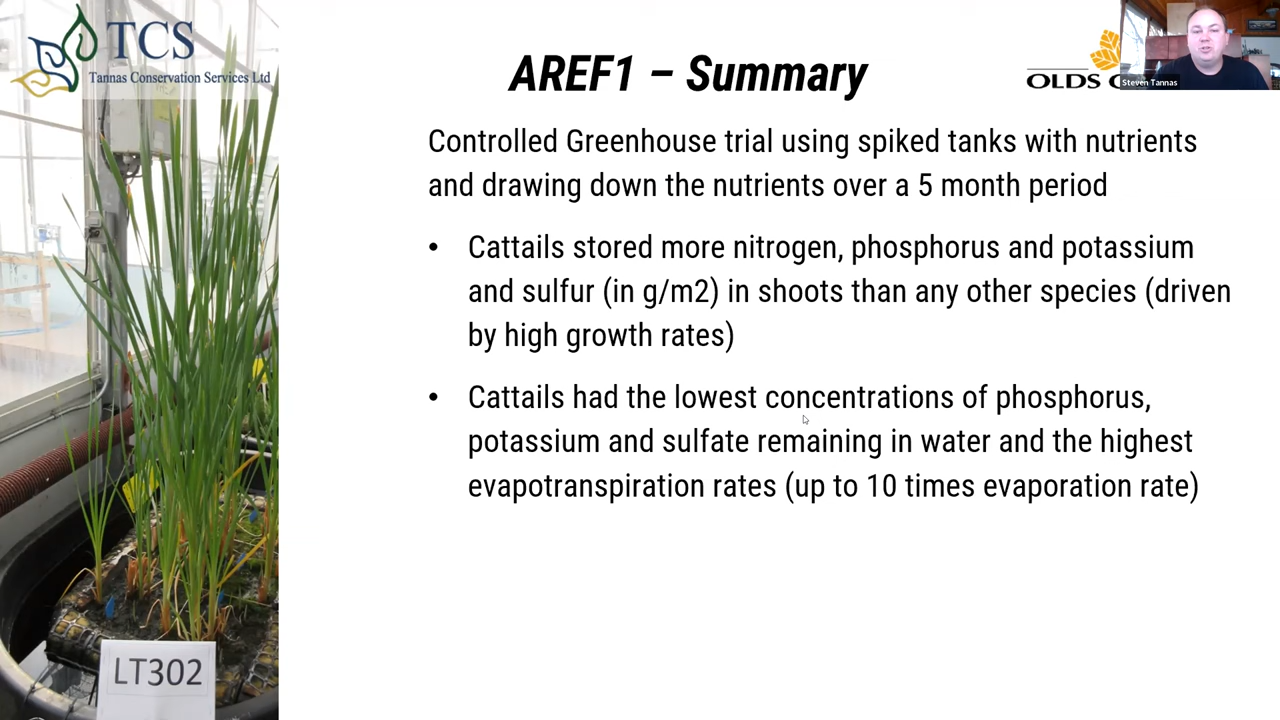 TCS
Tannas Conservation Services Ltd
AREF1 – Summary
OLDS
Steven Tannas
Controlled Greenhouse trial using spiked tanks with nutrients
and drawing down the nutrients over a 5 month period
• Cattails stored more nitrogen, phosphorus and potassium
and sulfur (in g/m2) in shoots than any other species (driven
by high growth rates)
• Cattails had the lowest concentrations of phosphorus,
potassium and sulfate remaining in water and the highest
evapotranspiration rates (up to 10 times evaporation rate)
LT302